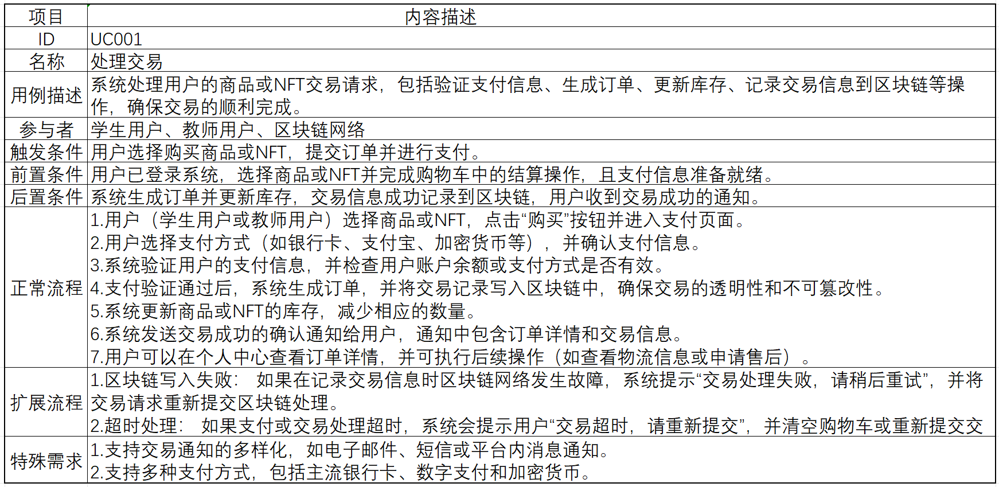 项目 内容描述
ID UC001
名称 处理交易
用例描述 系统处理用户的商品或NFT交易请求，包括验证支付信息、生成订单、更新库存、记录交易信息到区块链等操
作，确保交易的顺利完成。
参与者 学生用户、教师用户、区块链网络
触发条件 用户选择购买商品或NFT，提交订单并进行支付。
前置条件 用户已登录系统，选择商品或NFT并完成购物车中的结算操作，且支付信息准备就绪。
后置条件 系统生成订单并更新库存，交易信息成功记录到区块链，用户收到交易成功的通知。
正常流程 1.用户（学生用户或教师用户）选择商品或NFT，点击“购买”按钮并进入支付页面。
2.用户选择支付方式（如银行卡、支付宝、加密货币等），并确认支付信息。
3.系统验证用户的支付信息，并检查用户账户余额或支付方式是否有效。
4.支付验证通过后，系统生成订单，并将交易记录写入区块链中，确保交易的透明性和不可篡改性。
5.系统更新商品或NFT的库存，减少相应的数量。
6.系统发送交易成功的确认通知给用户，通知中包含订单详情和交易信息。
7.用户可以在个人中心查看订单详情，并可执行后续操作（如查看物流信息或申请售后）。
扩展流程 1.区块链写入失败： 如果在记录交易信息时区块链网络发生故障，系统提示“交易处理失败，请稍后重试”，并将
交易请求重新提交区块链处理。
2.超时处理： 如果支付或交易处理超时，系统会提示用户“交易超时，请重新提交”，并清空购物车或重新提交交
特殊需求 1.支持交易通知的多样化，如电子邮件、短信或平台内消息通知。
2.支持多种支付方式，包括主流银行卡、数字支付和加密货币。